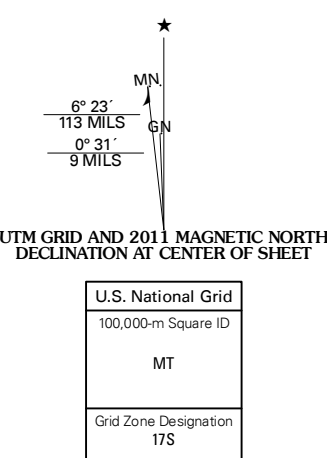 ★
M.N.
6° 23´
113 MILS
GN
0° 31´
9 MILS
UTM GRID AND 2011 MAGNETIC NORTH
DECLINATION AT CENTER OF SHEET
U.S. National Grid
100,000-m Square ID
MT
Grid Zone Designation
17S